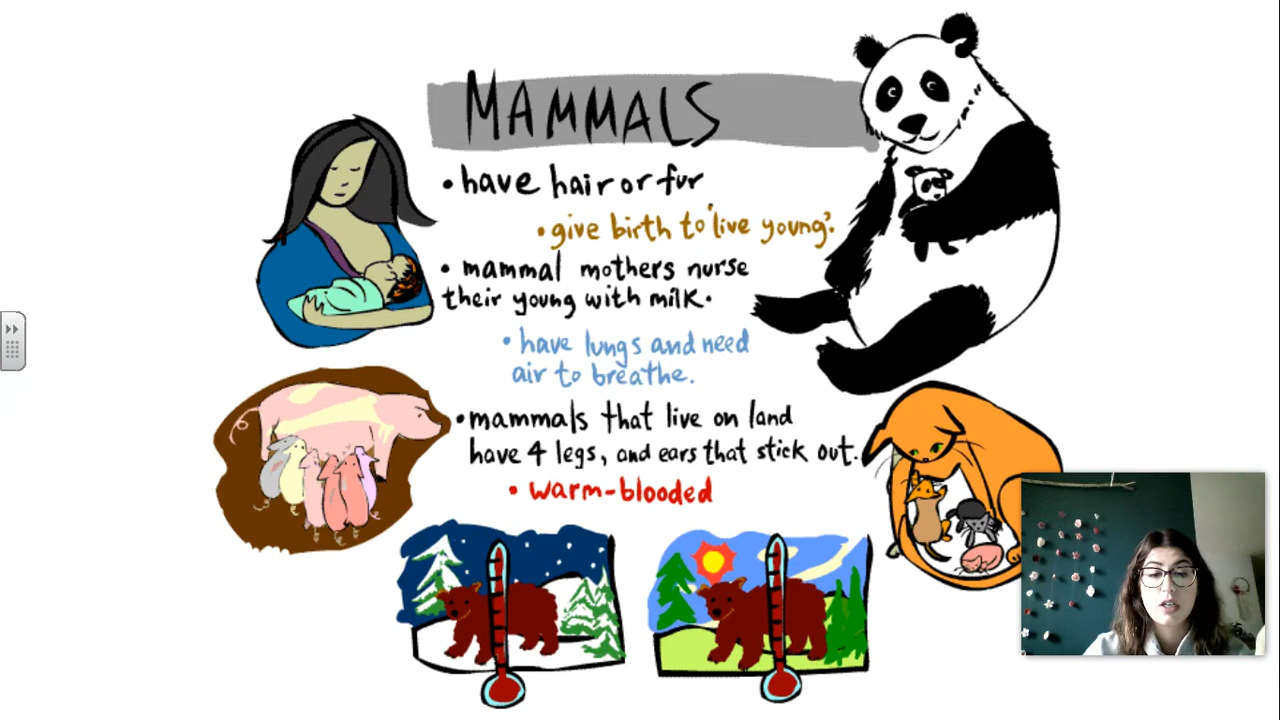 MAMMALS
• have hair or fur
• give birth to 'live young'.
• mammal mothers nurse
their young with milk.
• have lungs and need
air to breathe.
• mammals that live on land
have 4 legs, and ears that stick out.
• warm-blooded